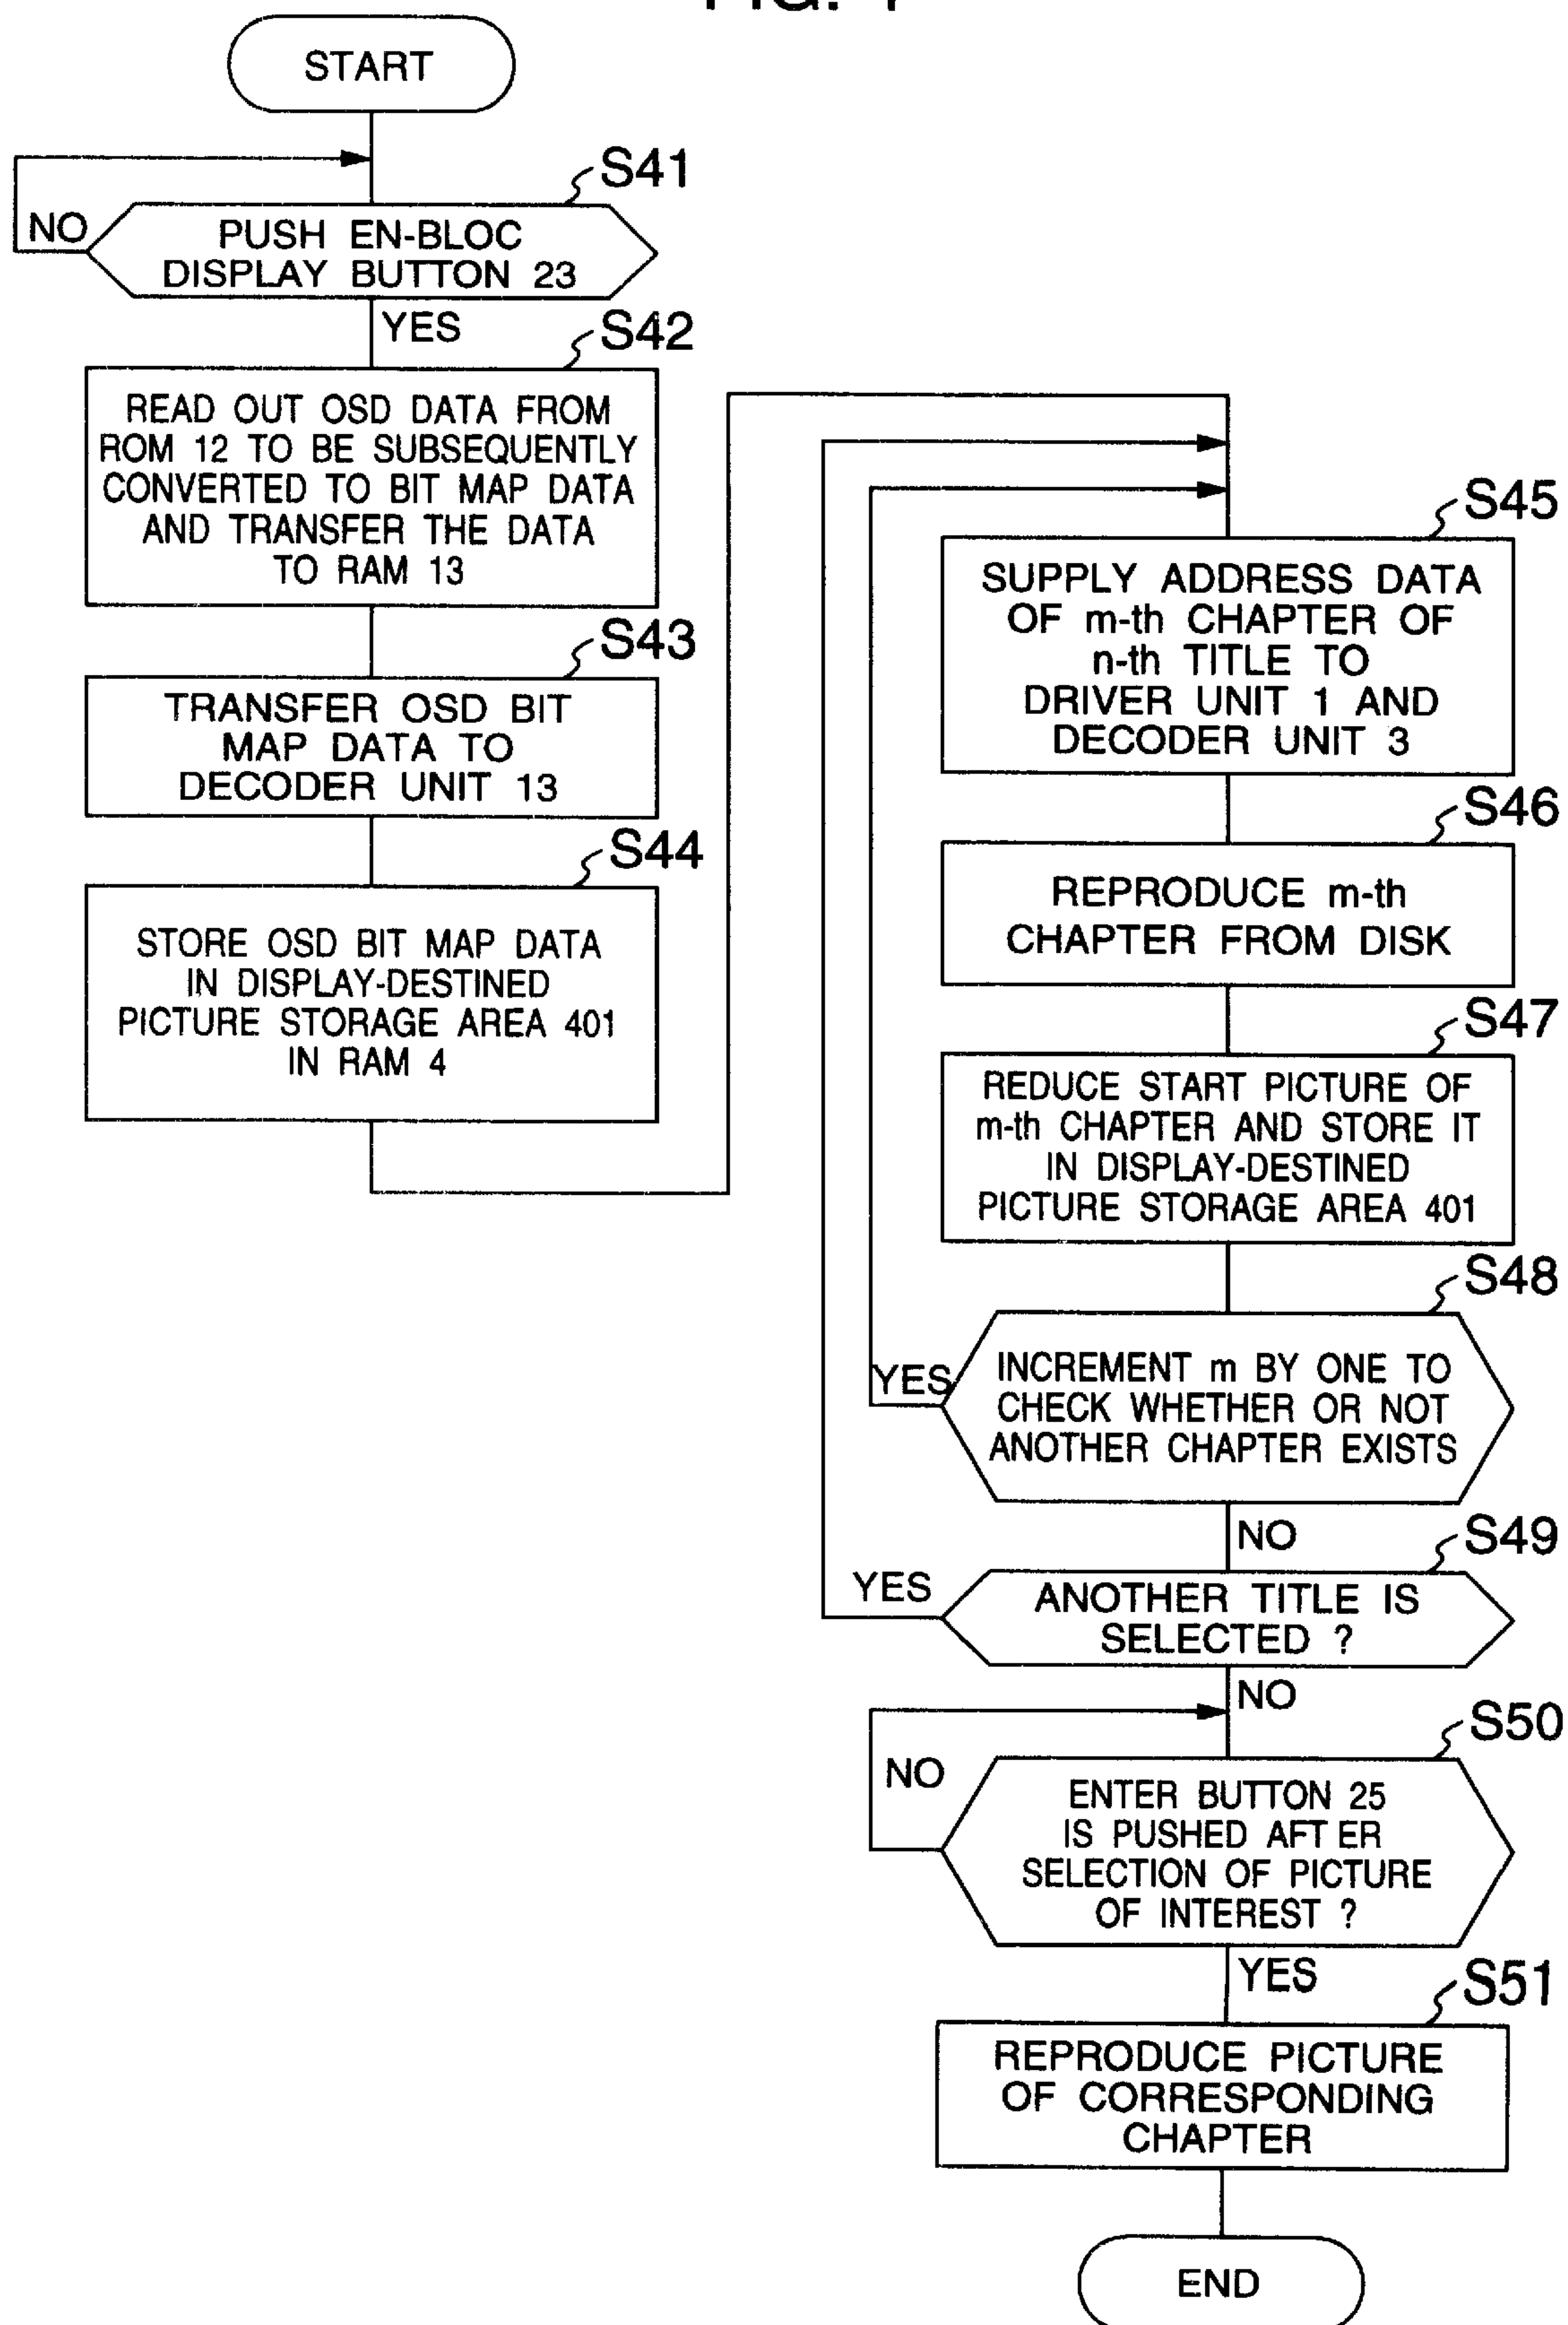 START
S41
NO
PUSH EN-BLOC
DISPLAY BUTTON 23
YES
S42
READ OUT OSD DATA FROM
ROM 12 TO BE SUBSEQUENTLY
CONVERTED TO BIT MAP DATA
AND TRANSFER THE DATA
TO RAM 13
S43
TRANSFER OSD BIT
MAP DATA TO
DECODER UNIT 13
S44
STORE OSD BIT MAP DATA
IN DISPLAY-DESTINED
PICTURE STORAGE AREA 401
IN RAM 4
S45
SUPPLY ADDRESS DATA
OF m-th CHAPTER OF
n-th TITLE TO
DRIVER UNIT 1 AND
DECODER UNIT 3
S46
REPRODUCE m-th
CHAPTER FROM DISK
S47
REDUCE START PICTURE OF
m-th CHAPTER AND STORE IT
IN DISPLAY-DESTINED
PICTURE STORAGE AREA 401
S48
YES
INCREMENT m BY ONE TO
CHECK WHETHER OR NOT
ANOTHER CHAPTER EXISTS
NO
S49
YES
ANOTHER TITLE IS
SELECTED ?
NO
S50
NO
ENTER BUTTON 25
IS PUSHED AFT ER
SELECTION OF PICTURE
OF INTEREST ?
YES
S51
REPRODUCE PICTURE
OF CORRESPONDING
CHAPTER
END